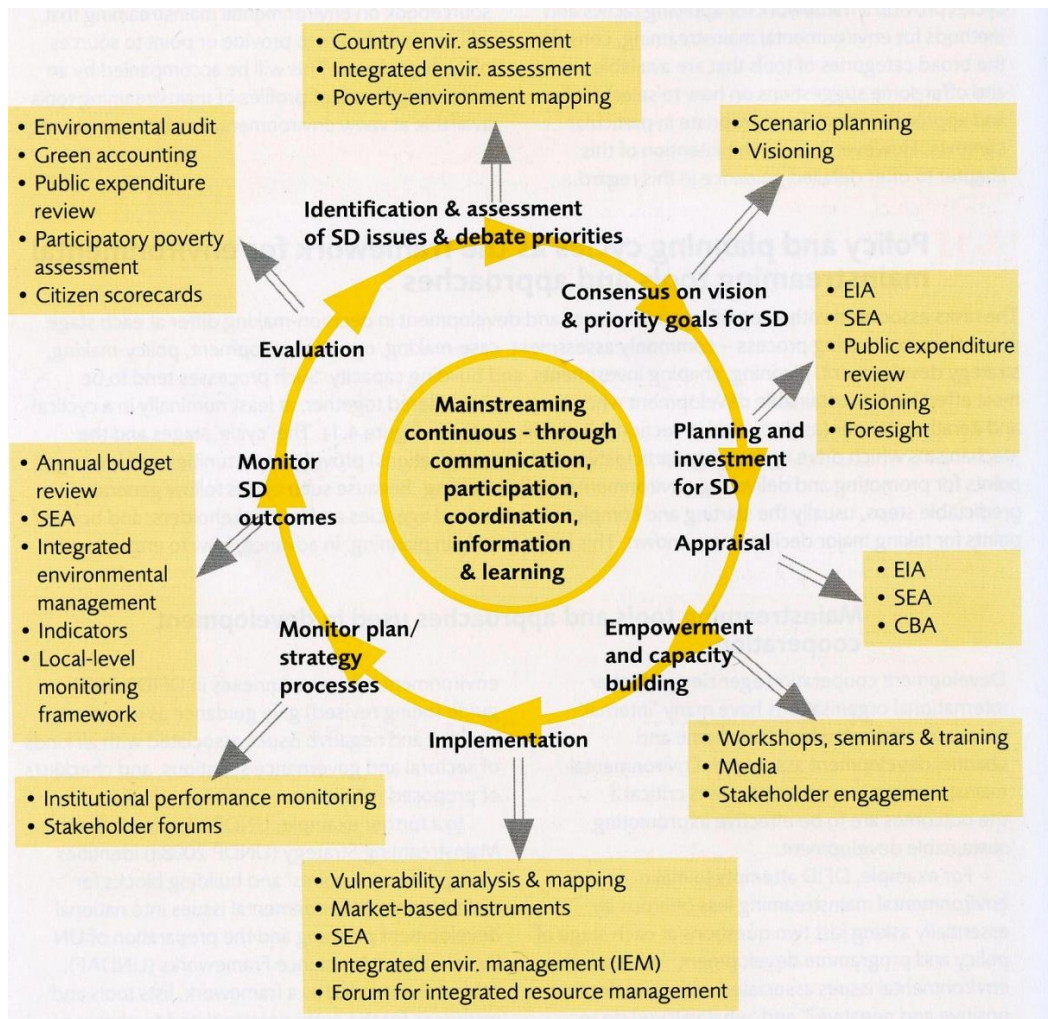 • Country envir. assessment
• Integrated envir. assessment
• Poverty-environment mapping
• Environmental audit
• Green accounting
• Public expenditure
review
• Participatory poverty
assessment
• Citizen scorecards
• Scenario planning
• Visioning
Identification & assessment
of SD issues & debate priorities
Consensus on vision
& priority goals for SD
• EIA
• SEA
• Public expenditure
review
• Visioning
• Foresight
Evaluation
Mainstreaming
continuous - through
communication,
participation,
coordination,
information
& learning
Planning and
investment
for SD
Monitor
SD
outcomes
• Annual budget
review
• SEA
• Integrated
environmental
management
• Indicators
• Local-level
monitoring
framework
Appraisal
• EIA
• SEA
• CBA
Monitor plan/
strategy
processes
Empowerment
and capacity
building
Implementation
• Workshops, seminars & training
• Media
• Stakeholder engagement
• Institutional performance monitoring
• Stakeholder forums
• Vulnerability analysis & mapping
• Market-based instruments
• SEA
• Integrated envir. management (IEM)
• Forum for integrated resource management